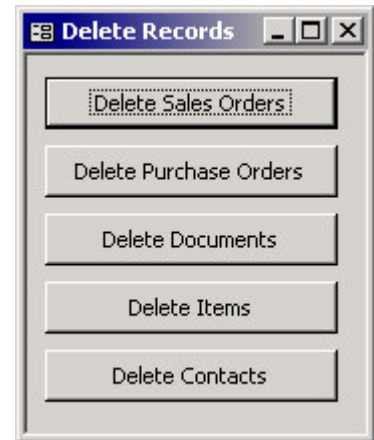 Delete Records
Delete Sales Orders
Delete Purchase Orders
Delete Documents
Delete Items
Delete Contacts